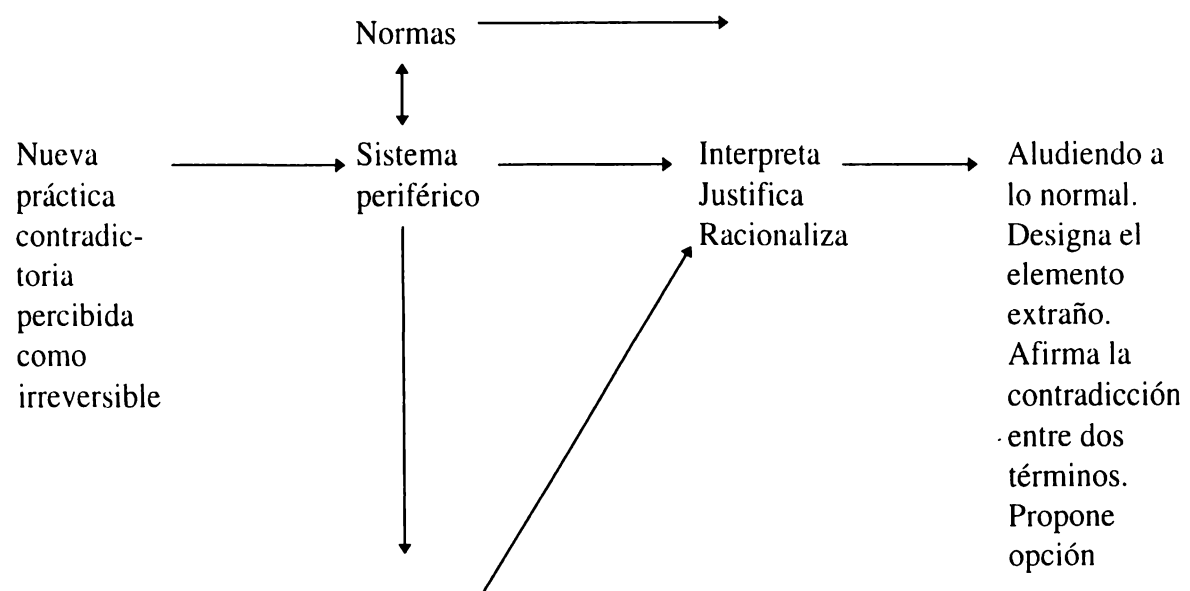 Normas
Nueva
práctica
contradic-
toria
percibida
como
irreversible
Sistema
periférico
Interpreta
Justifica
Racionaliza
Aludiendo a
lo normal.
Designa el
elemento
extraño.
Afirma la
contradicción
entre dos
términos.
Propone
opción